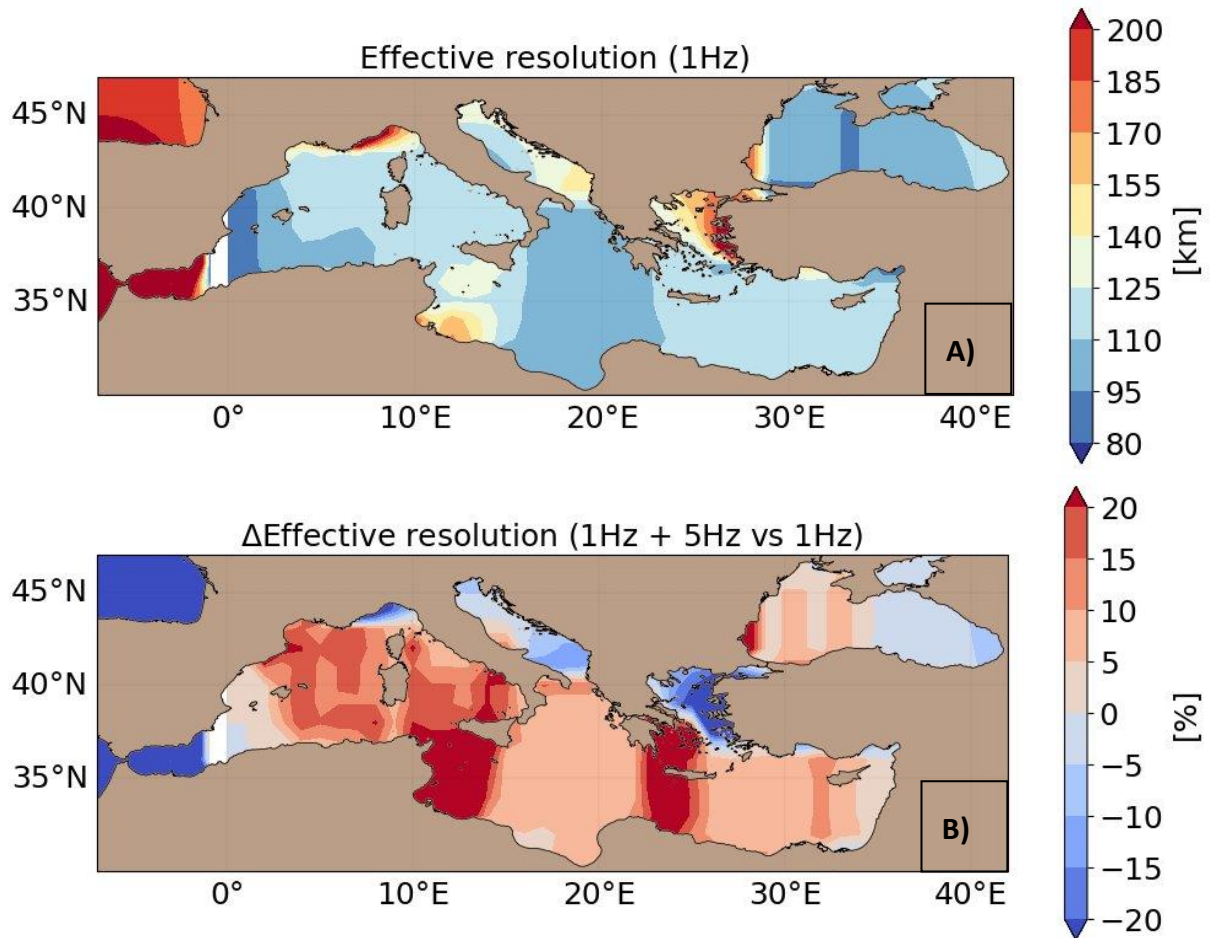 Effective resolution (1Hz)
45°N
40°N
35°N
0°
10°E
20°E
30°E
40°E
A)
200
185
170
155
140
125
110
95
80
[km]
ΔEffective resolution (1Hz + 5Hz vs 1Hz)
45°N
40°N
35°N
0°
10°E
20°E
30°E
40°E
B)
20
15
10
5
0
−5
−10
−15
−20
[%]